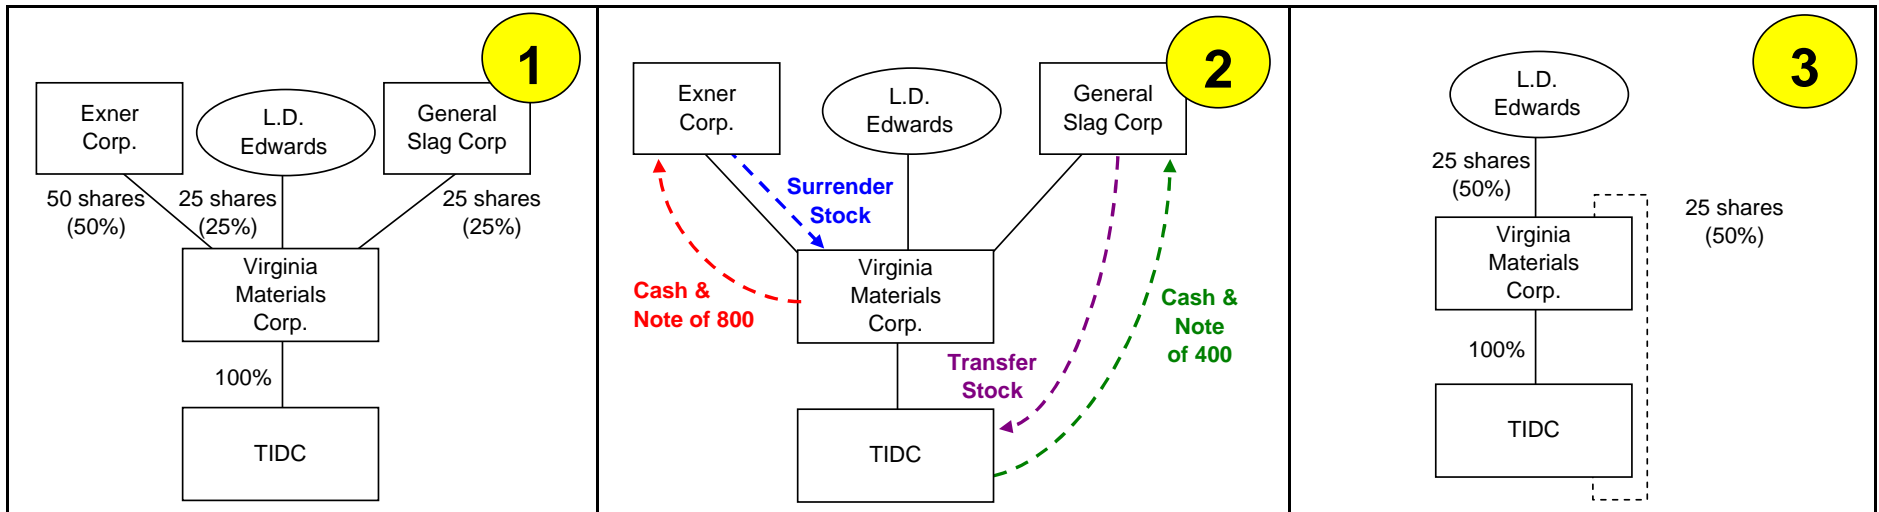 1
Exner
Corp.
L.D.
Edwards
General
Slag Corp
50 shares
(50%)
25 shares
(25%)
25 shares
(25%)
Virginia
Materials
Corp.
100%
TIDC
2
Exner
Corp.
L.D.
Edwards
General
Slag Corp
Surrender
Stock
Cash &
Note of 800
Virginia
Materials
Corp.
Cash &
Note
of 400
Transfer
Stock
TIDC
3
L.D.
Edwards
25 shares
(50%)
25 shares
(50%)
Virginia
Materials
Corp.
100%
TIDC